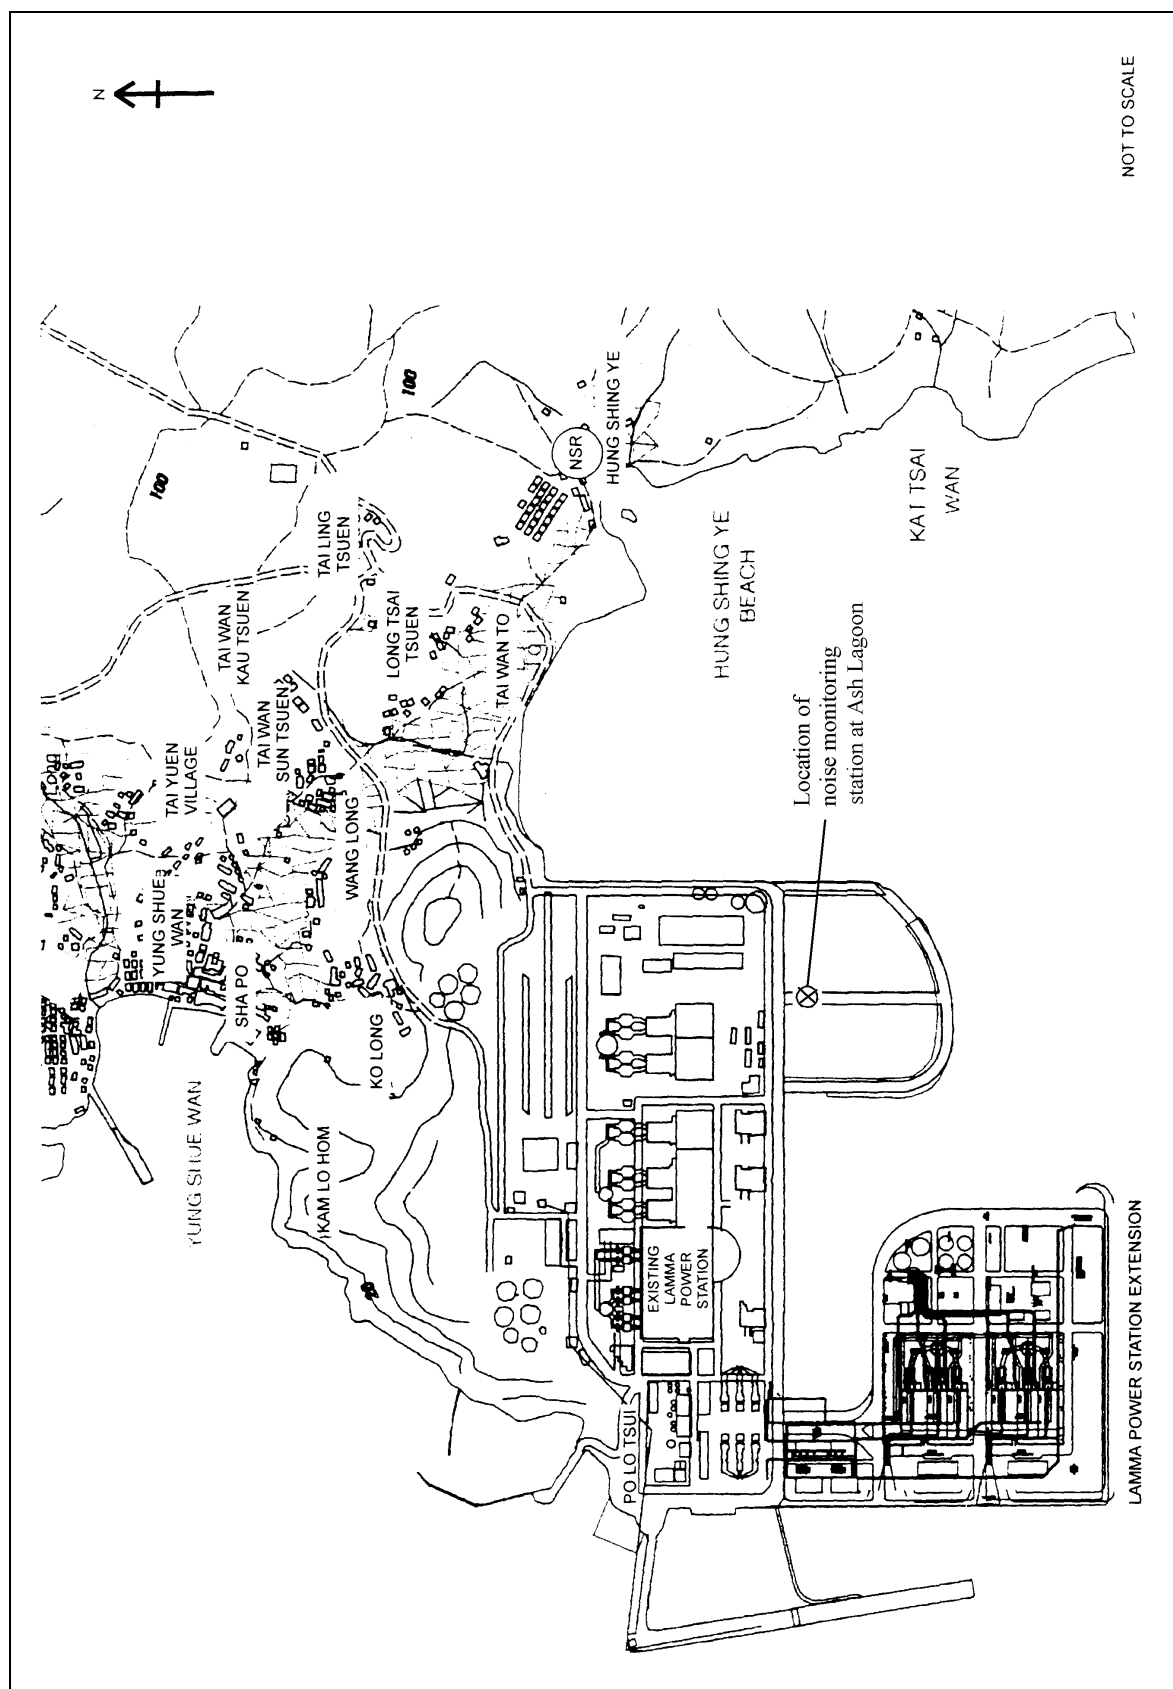 N
YUNG SHUE WAN
YUNG SHUE
WAN
TAI YUEN
VILLAGE
100
SHA PO
TAI WAN
KAU TSUEN
TAI WAN
SUN TSUEN
KAM LO HOM
TAI LING
TSUEN
WANG LONG
KO LONG
LONG TSAI
TSUEN
100
TAI WAN TO
NSR
HUNG SHING YE
PO LO TSUI
EXISTING
LAMMA
POWER
STATION
HUNG SHING YE
BEACH
Location of
noise monitoring
station at Ash Lagoon
KAT TSAI
WAN
LAMMA POWER STATION EXTENSION
NOT TO SCALE